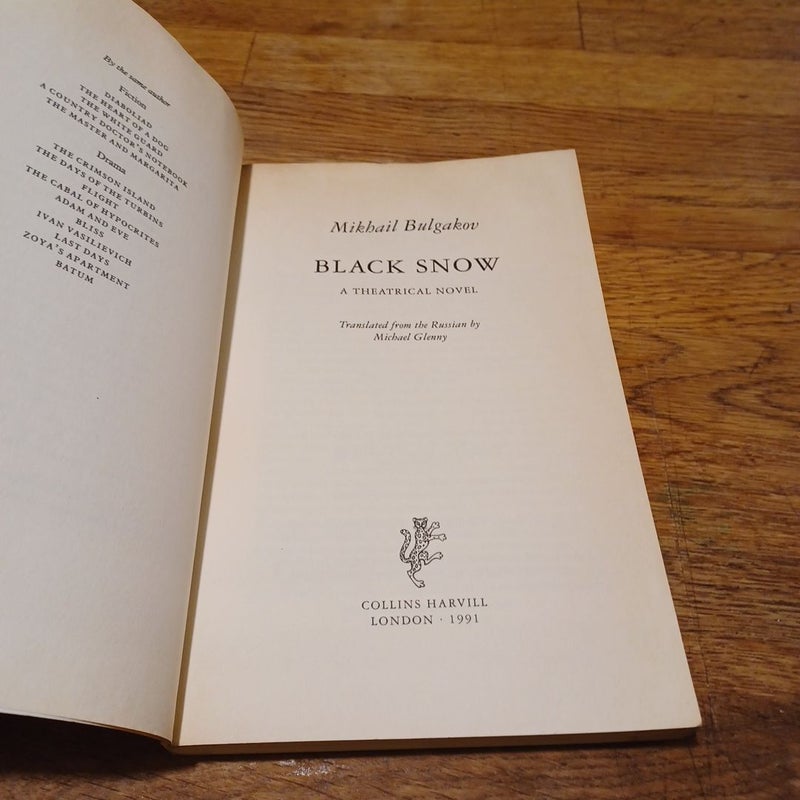 By the same author
Fiction
DIABOLIAD
THE HEART OF A DOG
THE WHITE GUARD
A COUNTRY DOCTOR'S NOTEBOOK
THE MASTER AND MARGARITA
Drama
THE CRIMSON ISLAND
THE DAYS OF THE TURBINS
FLIGHT
THE CABAL OF HYPOCRITES
ADAM AND EVE
BLISS
IVAN VASILIEVICH
LAST DAYS
ZOYA'S APARTMENT
BATUM
Mikhail Bulgakov
BLACK SNOW
A THEATRICAL NOVEL
Translated from the Russian by
Michael Glenny
COLLINS HARVILL
LONDON · 1991